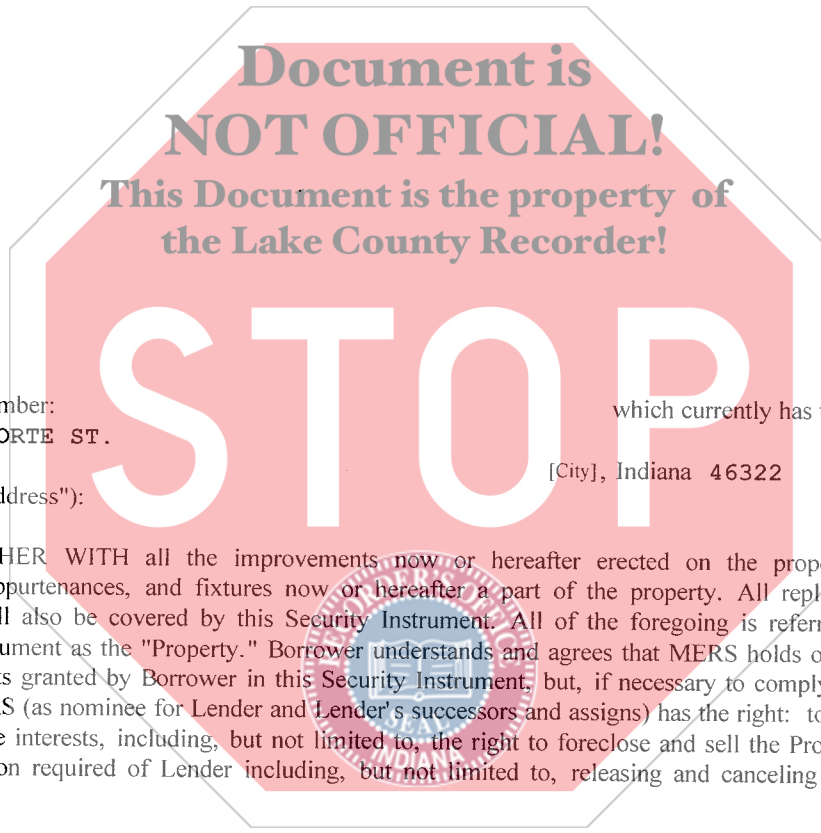 Document is
NOT OFFICIAL!
This Document is the property of
the Lake County Recorder!
STOP
mber:
which currently has
ORTE ST.
[City], Indiana 46322
ddress"):
HER WITH all the improvements now or hereafter erected on the prop
ppurtenances, and fixtures now or hereafter a part of the property. All repl
ll also be covered by this Security Instrument. All of the foregoing is referr
ument as the "Property." Borrower understands and agrees that MERS holds o
ts granted by Borrower in this Security Instrument, but, if necessary to comply
S (as nominee for Lender and Lender's successors and assigns) has the right: to
e interests, including, but not limited to, the right to foreclose and sell the Pro
on required of Lender including, but not limited to, releasing and canceling
RECORDER'S OFFICE
SEAL
INDIANA